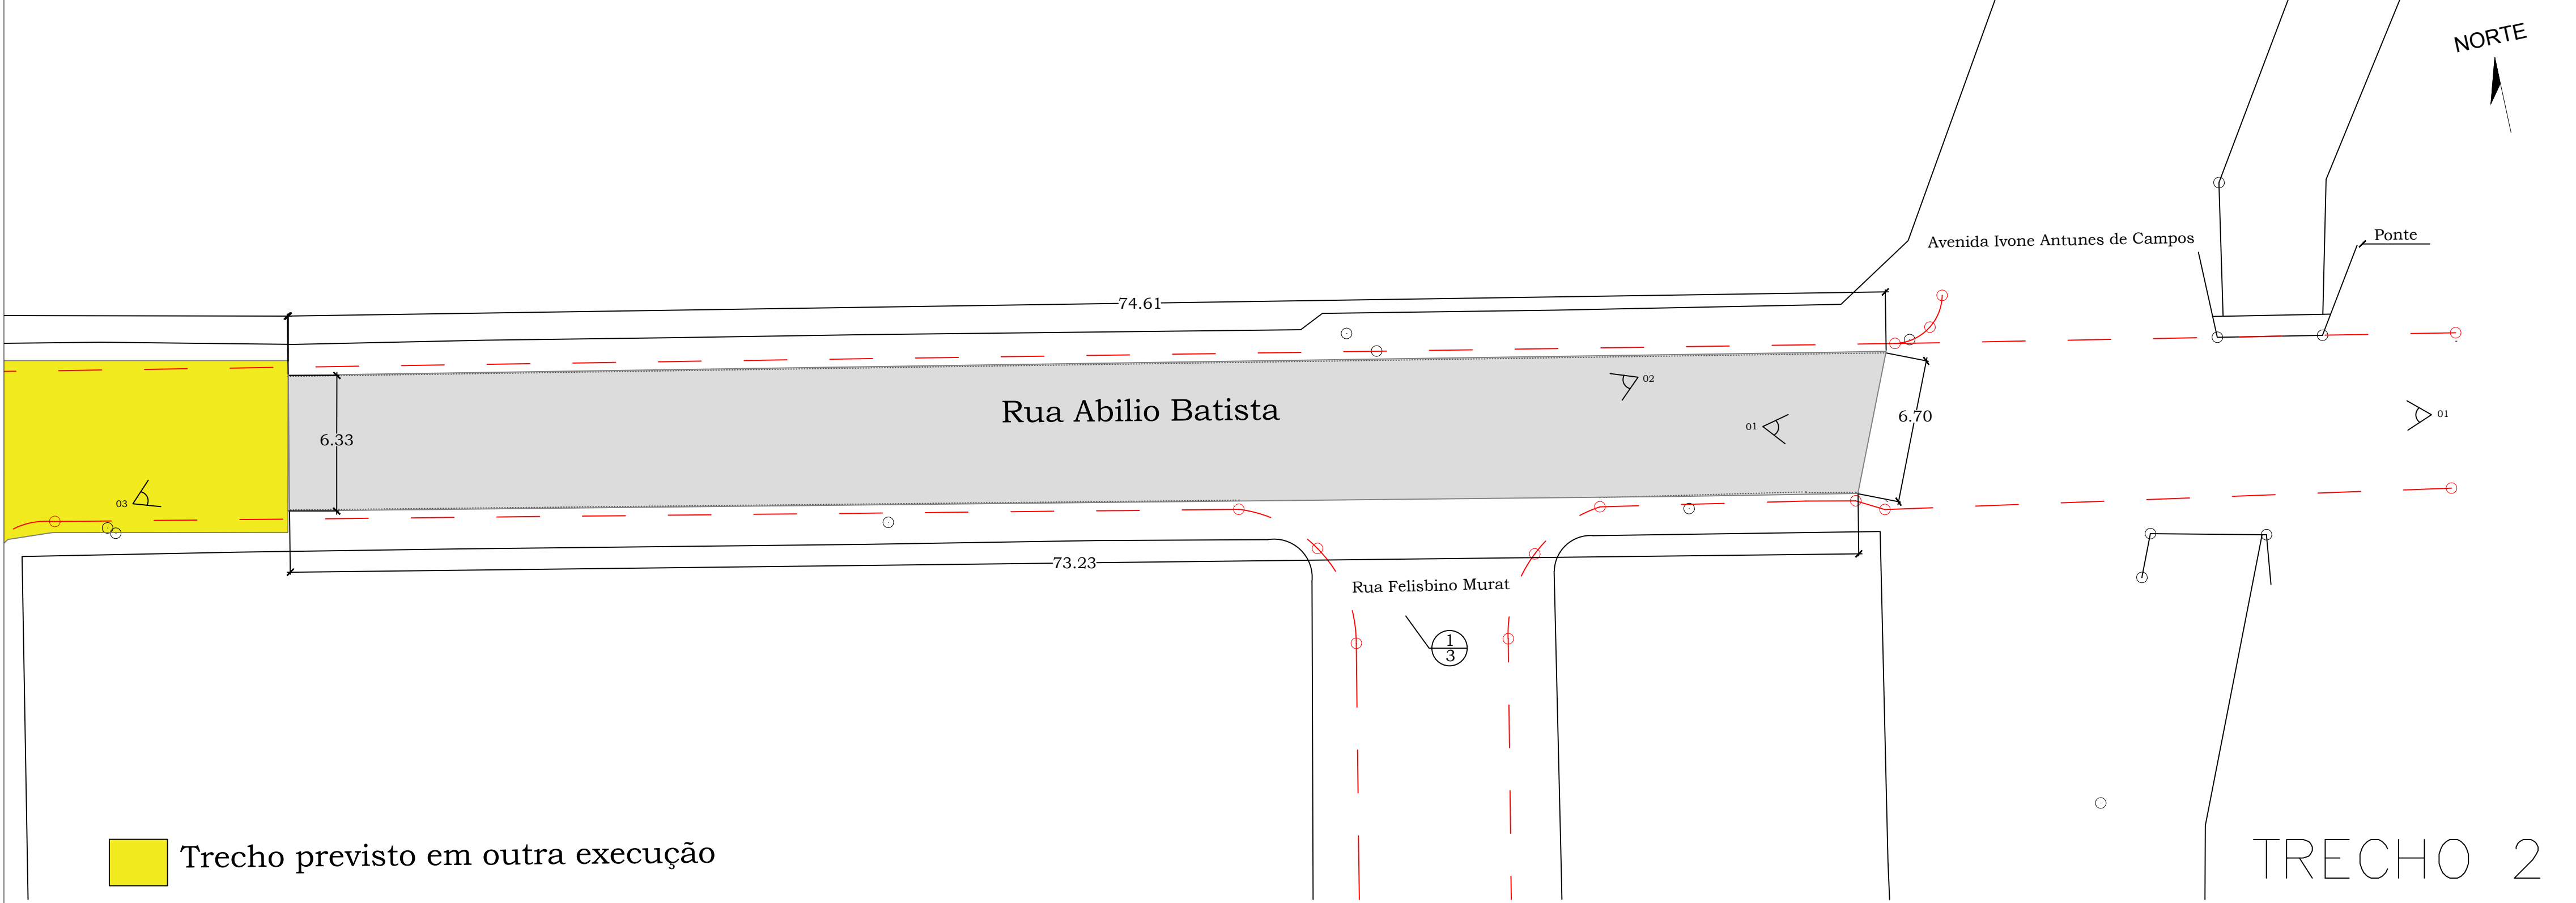 NORTE
Avenida Ivone Antunes de Campos
Ponte
74.61
02
Rua Abilio Batista
6.33
01
6.70
01
03
73.23
Rua Felisbino Murat
1
3
Trecho previsto em outra execução
TRECHO 2